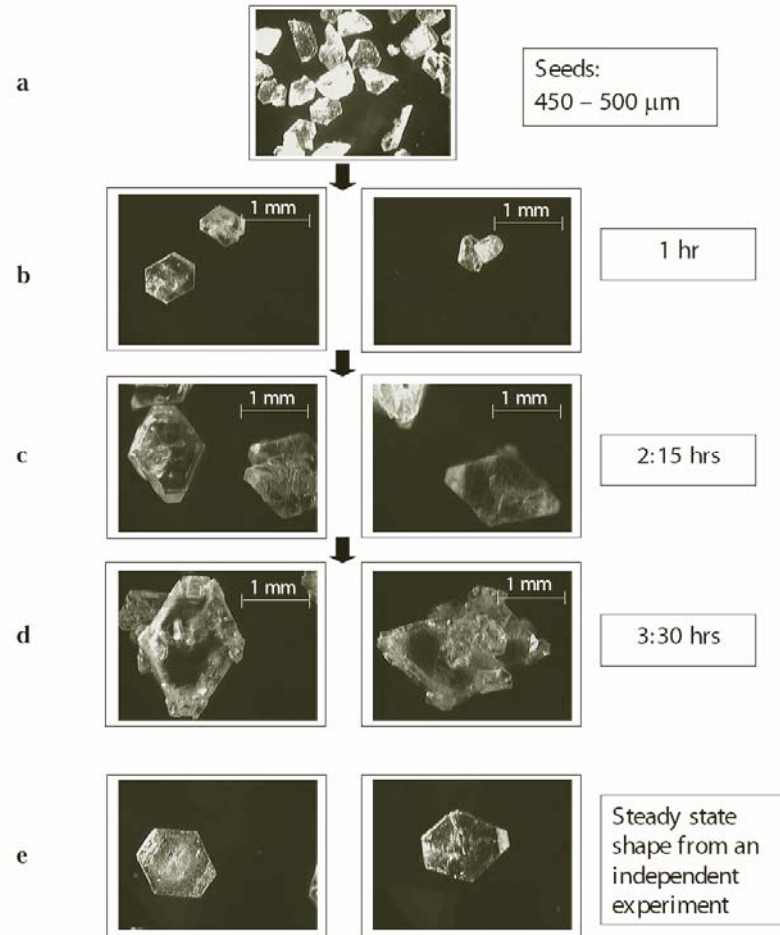 a
Seeds:
450 – 500 μm
b
1 mm
1 mm
1 hr
c
1 mm
1 mm
2:15 hrs
d
1 mm
1 mm
3:30 hrs
e
Steady state
shape from an
independent
experiment